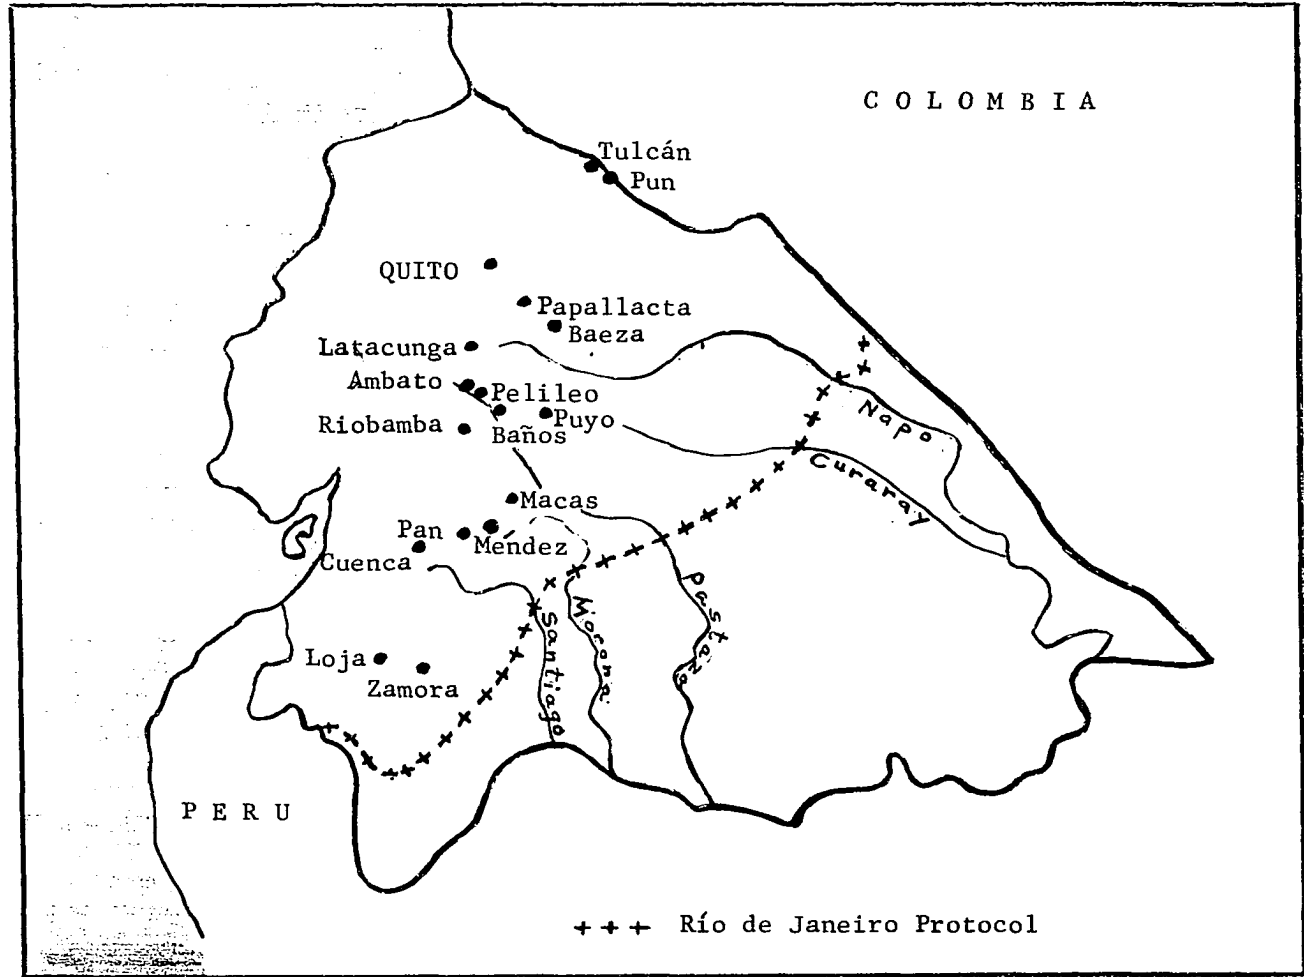 COLOMBIA
Tulcán
Pun
QUITO
Papallacta
Baeza
Latacunga
Ambato
Pelileo
Puyo
Riobamba
Baños
Napo
Curaray
Macas
Pan
Mendez
Cuenca
Pastaza
Morona
Santiago
Loja
Zamora
PERU
+++ Río de Janeiro Protocol